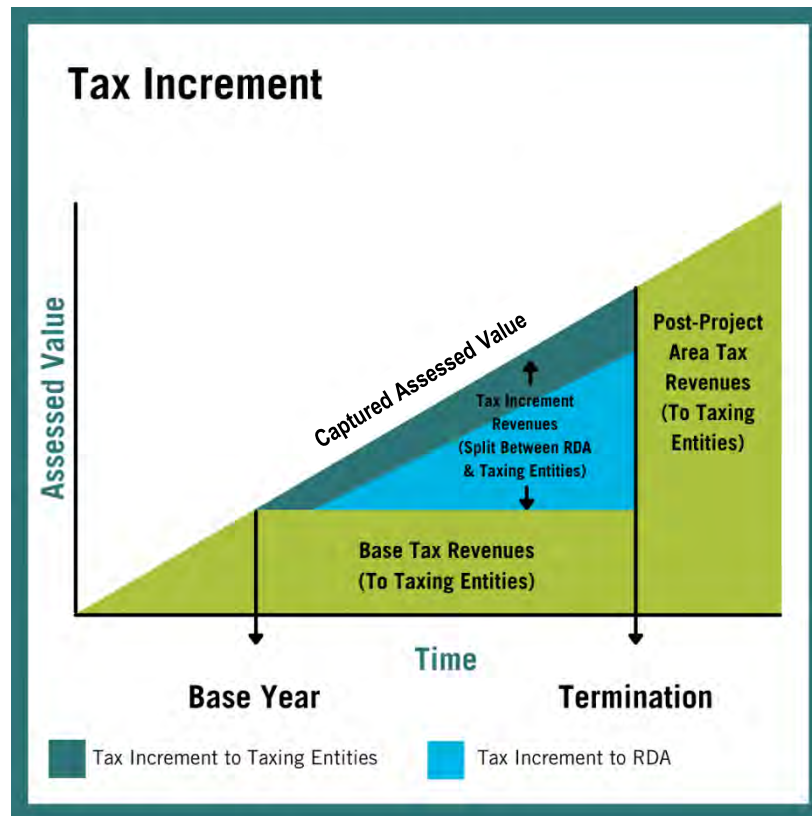 Tax Increment
Assessed Value
Captured Assessed Value
Tax Increment
Revenues
(Split Between RDA
& Taxing Entities)
Post-Project
Area Tax
Revenues
(To Taxing
Entities)
Base Tax Revenues
(To Taxing Entities)
Time
Base Year
Termination
Tax Increment to Taxing Entities
Tax Increment to RDA